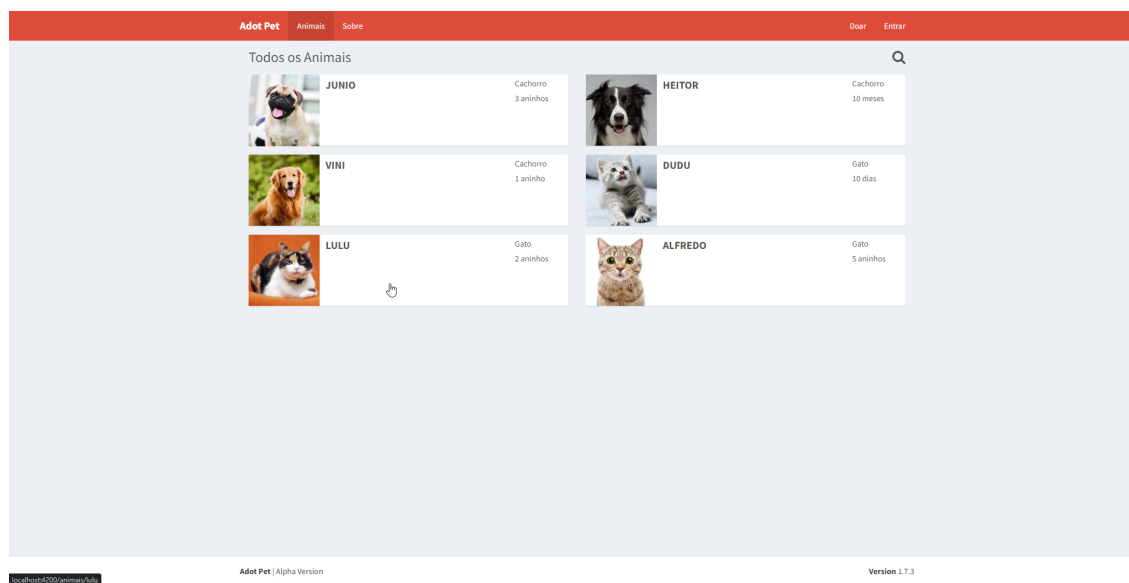 Adot Pet Animais Sobre Doar Entrar
Todos os Animais
JUNIO Cachorro
3 aninhos
HEITOR Cachorro
10 meses
VINI Cachorro
1 aninho
DUDU Gato
10 dias
LULU Gato
2 aninhos
ALFREDO Gato
5 aninhos
Adot Pet | Alpha Version Version 1.7.3
localhost:4200/animais/lulu